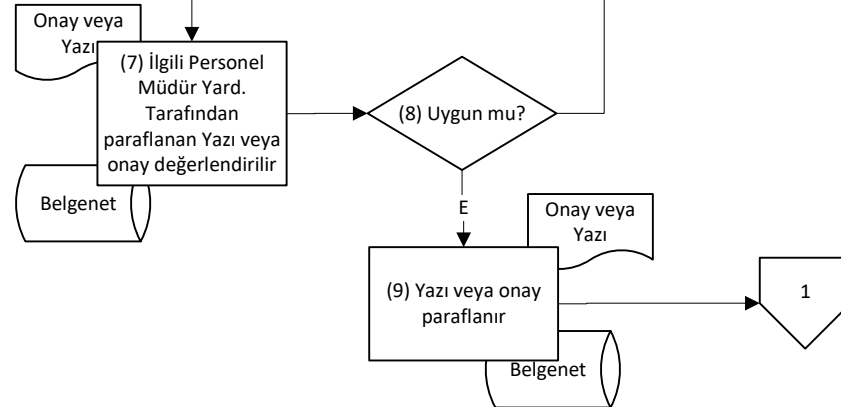 Onay veya
Yazı
(7) İlgili Personel
Müdür Yard.
Tarafından
paraflanan Yazı veya
onay değerlendirilir
Belgenet
(8) Uygun mu?
E
Onay veya
Yazı
(9) Yazı veya onay
paraflanır
Belgenet
1